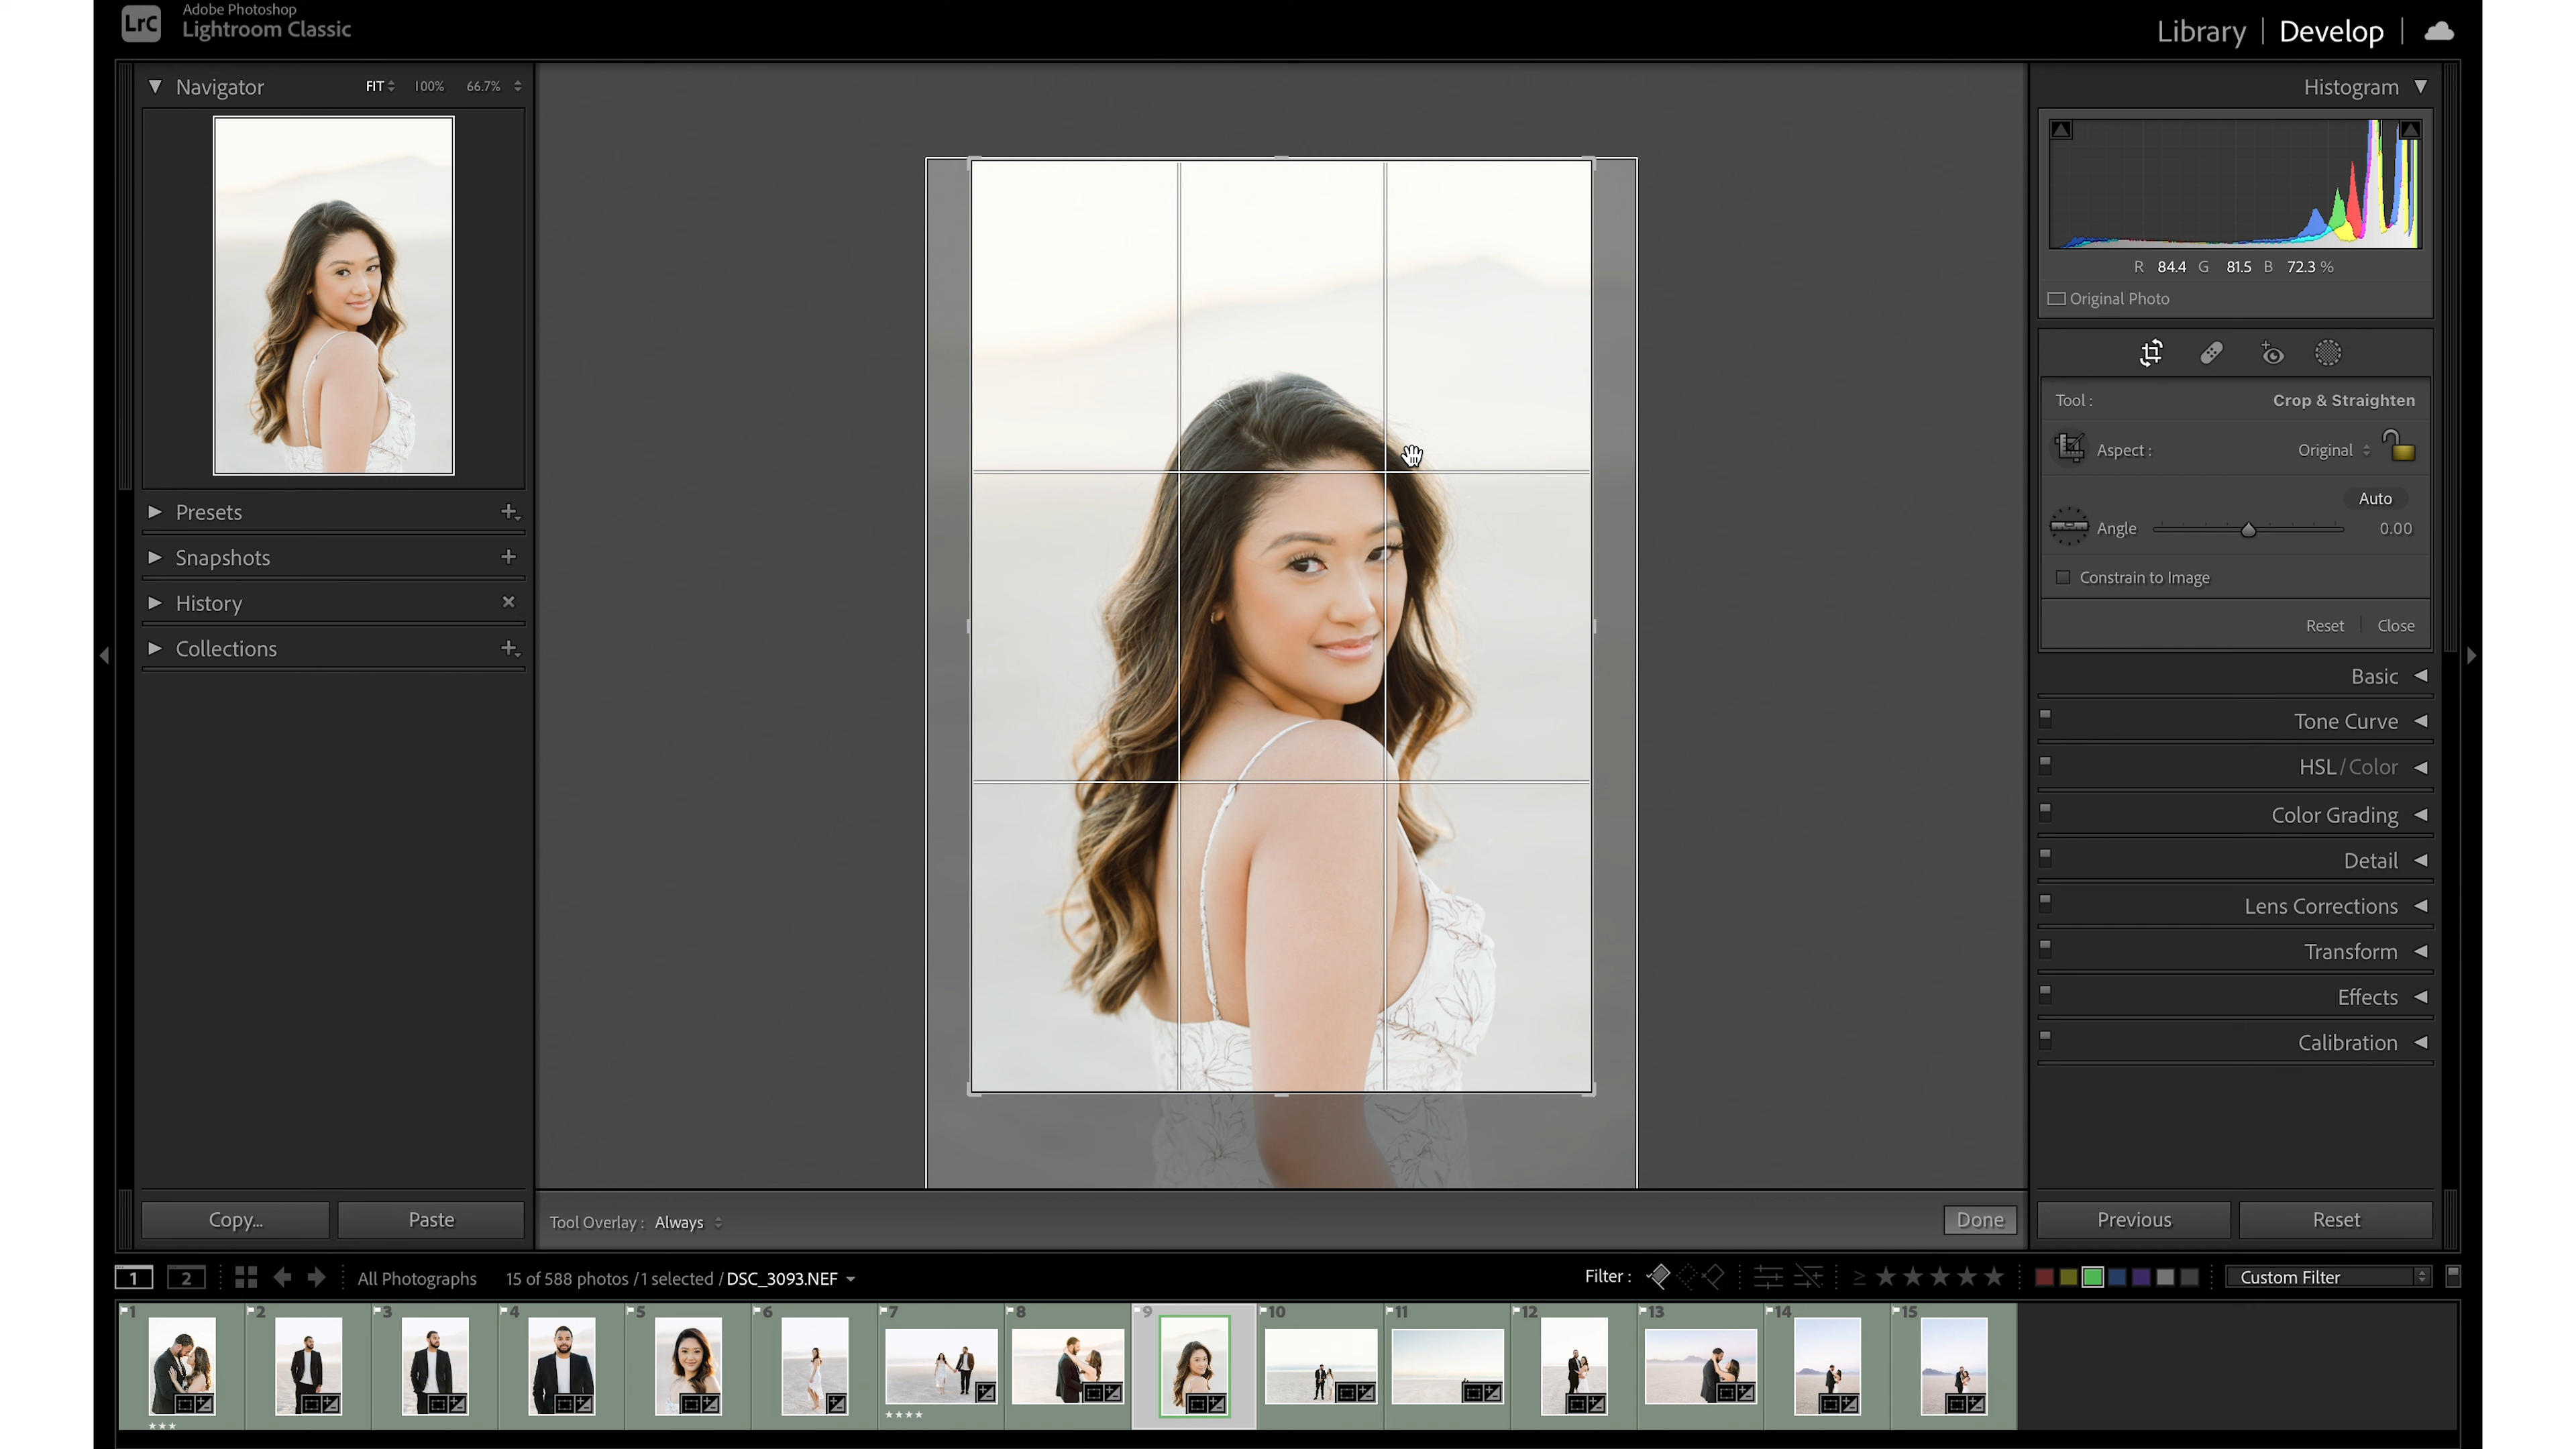 LrC
Adobe Photoshop
Lightroom Classic
Library | Develop |
Navigator
FIT 100% 66.7%
Histogram
R 84.4 G 81.5 B 72.3 %
Original Photo
Tool : Crop & Straighten
Aspect : Original
Auto
Angle 0.00
Constrain to Image
Reset Close
Presets
Snapshots
History
Collections
Basic
Tone Curve
HSL / Color
Color Grading
Detail
Lens Corrections
Transform
Effects
Calibration
Copy... Paste
Tool Overlay : Always
Done
Previous Reset
1 2 All Photographs 15 of 588 photos / 1 selected / DSC_3093.NEF
Filter : ≥ Custom Filter
1 2 3 4 5 6 7 8 9 10 11 12 13 14 15